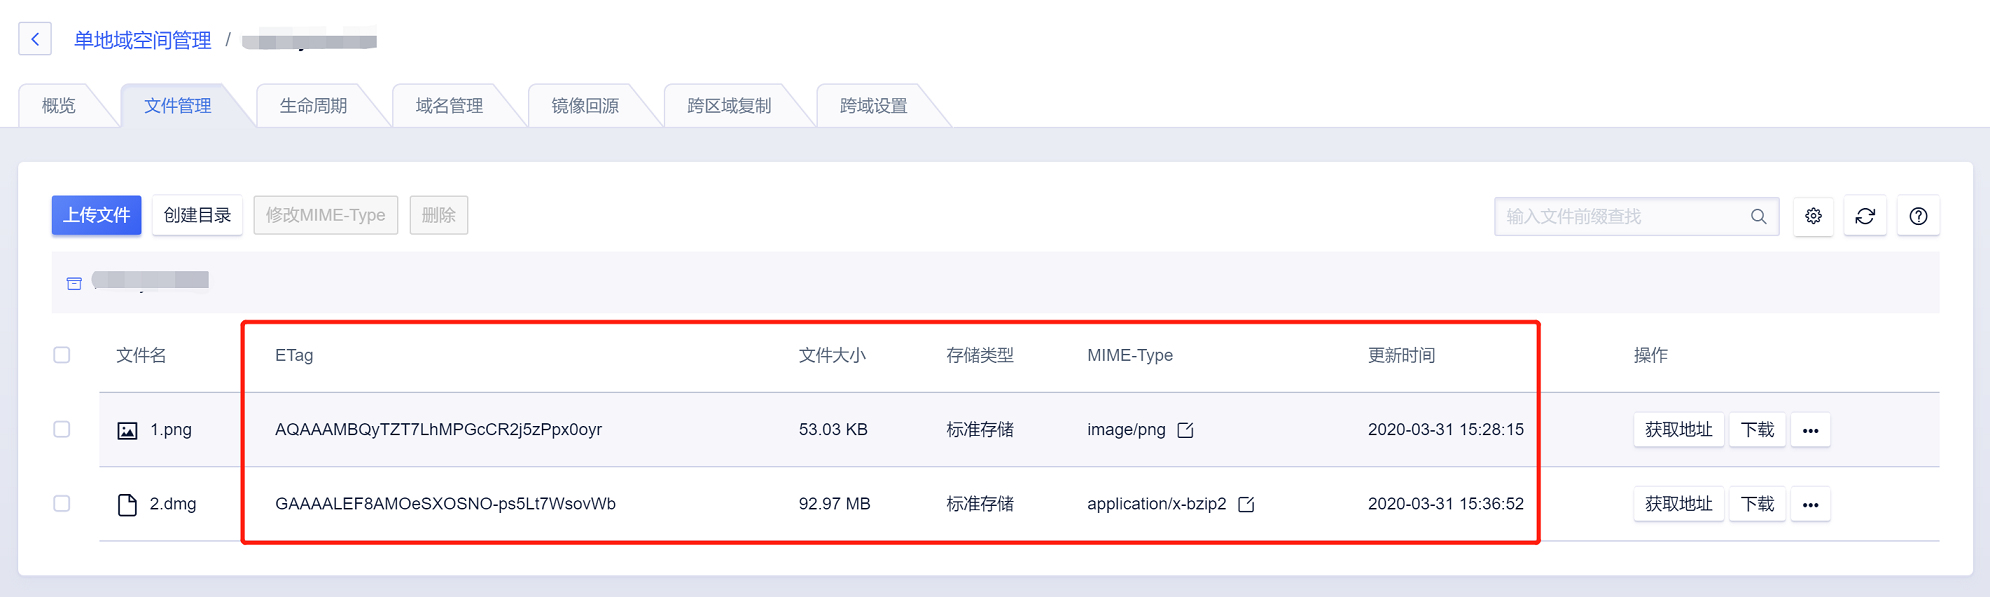 单地域空间管理 /
概览 文件管理 生命周期 域名管理 镜像回源 跨区域复制 跨域设置
上传文件 创建目录 修改MIME-Type 删除 输入文件前缀查找
文件名 ETag 文件大小 存储类型 MIME-Type 更新时间 操作
1.png AQAAAMBQyTZT7LhMPGcCR2j5zPpx0oyr 53.03 KB 标准存储 image/png 2020-03-31 15:28:15 获取地址 下载 •••
2.dmg GAAAALEF8AMOeSXOSNO-ps5Lt7WsovWb 92.97 MB 标准存储 application/x-bzip2 2020-03-31 15:36:52 获取地址 下载 •••